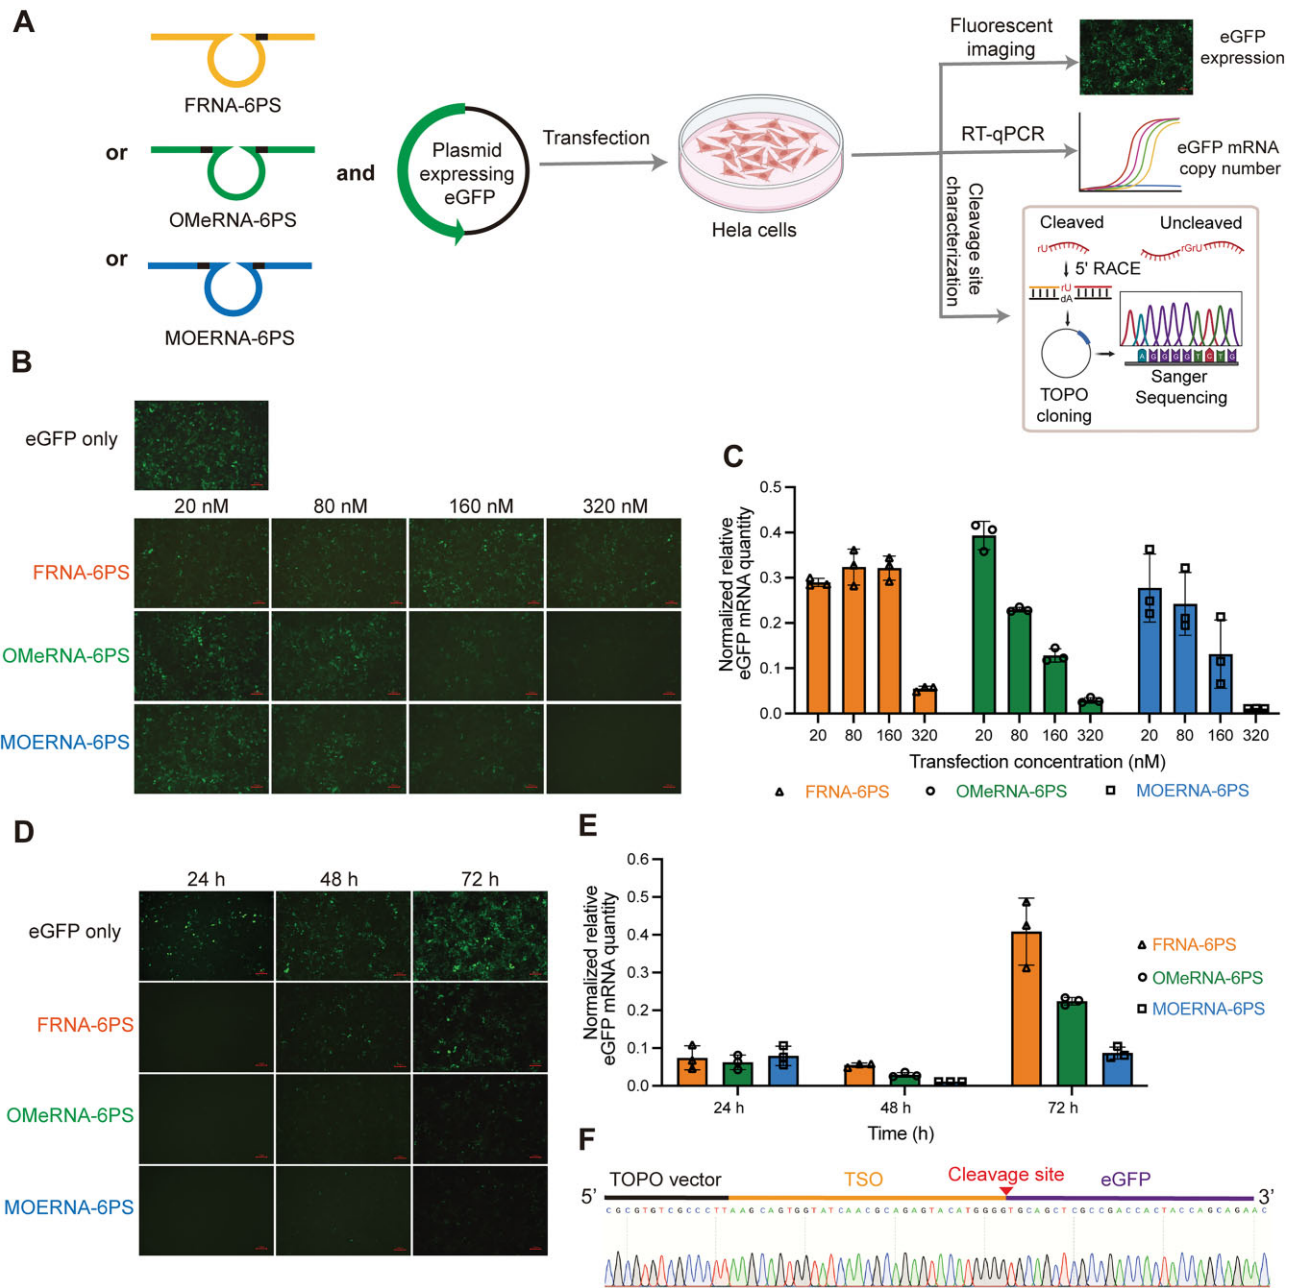 A
FRNA-6PS
or
OMeRNA-6PS
or
MOERNA-6PS
and
Plasmid
expressing
eGFP
Transfection
Hela cells
Fluorescent
imaging
eGFP
expression
RT-qPCR
eGFP mRNA
copy number
Cleavage site
characterization
Cleaved
Uncleaved
rU
rGrU
5' RACE
rU
dA
TOPO
cloning
A G G G G T C T G
Sanger
Sequencing
B
eGFP only
20 nM 80 nM 160 nM 320 nM
FRNA-6PS
OMeRNA-6PS
MOERNA-6PS
C
Normalized relative
eGFP mRNA quantity
0.5
0.4
0.3
0.2
0.1
0.0
20 80 160 320 20 80 160 320 20 80 160 320
Transfection concentration (nM)
FRNA-6PS OMeRNA-6PS MOERNA-6PS
D
24 h 48 h 72 h
eGFP only
FRNA-6PS
OMeRNA-6PS
MOERNA-6PS
E
Normalized relative
eGFP mRNA quantity
0.6
0.5
0.4
0.3
0.2
0.1
0.0
24 h 48 h 72 h
Time (h)
FRNA-6PS
OMeRNA-6PS
MOERNA-6PS
F
Cleavage site
5' TOPO vector TSO eGFP 3'
CGCGTGTCGCCCTTAAGCAGTGGTATCAACGCAGAGTACATGGGGTGCAGCTCGCCGACCACTACCAGCAGAAC